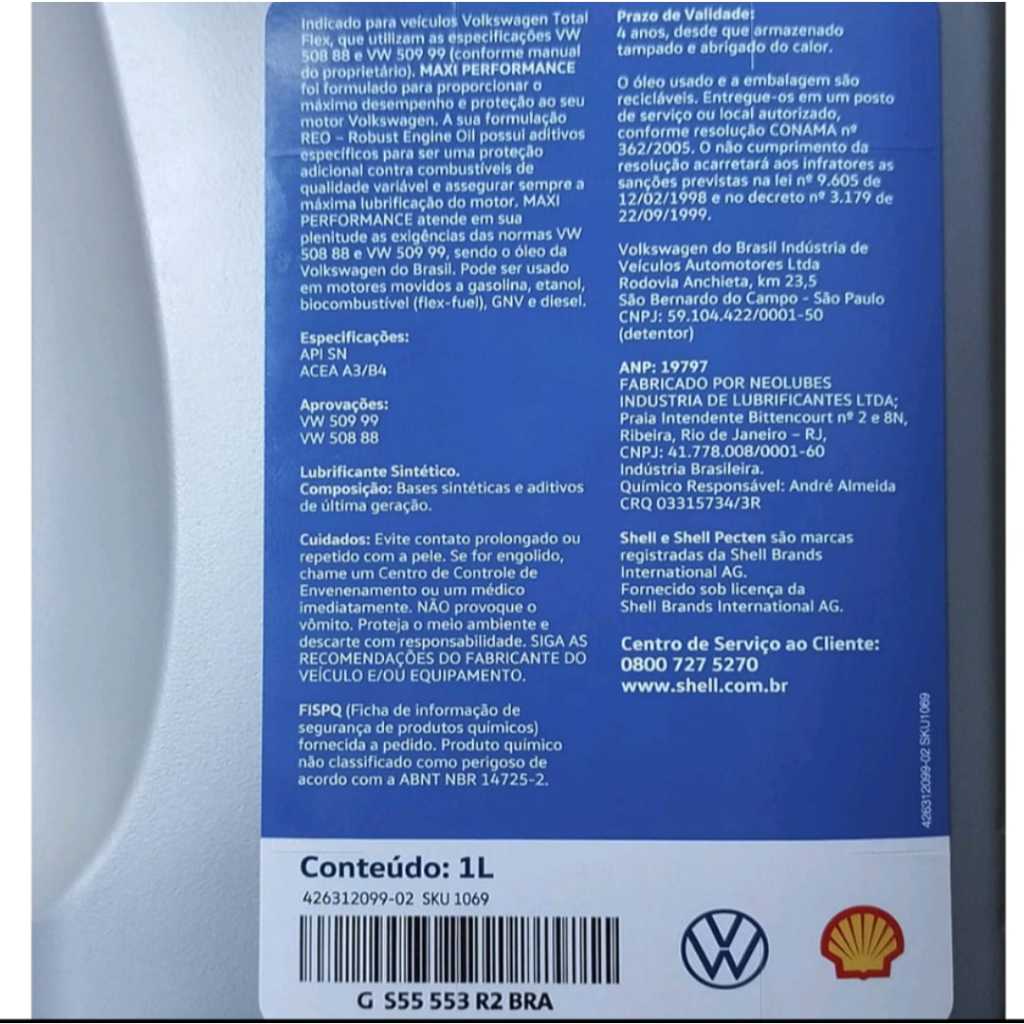 Indicado para veículos Volkswagen Total
Flex, que utilizam as especificações VW
508 88 e VW 509 99 (conforme manual
do proprietário). MAXI PERFORMANCE
foi formulado para proporcionar o
máximo desempenho e proteção ao seu
motor Volkswagen. A sua formulação
REO – Robust Engine Oil possui aditivos
específicos para ser uma proteção
adicional contra combustíveis de
qualidade variável e assegurar sempre a
máxima lubrificação do motor. MAXI
PERFORMANCE atende em sua
plenitude as exigências das normas VW
508 88 e VW 509 99, sendo o óleo da
Volkswagen do Brasil. Pode ser usado
em motores movidos a gasolina, etanol,
biocombustível (flex-fuel), GNV e diesel.
Especificações:
API SN
ACEA A3/B4
Aprovações:
VW 509 99
VW 508 88
Lubrificante Sintético.
Composição: Bases sintéticas e aditivos
de última geração.
Cuidados: Evite contato prolongado ou
repetido com a pele. Se for engolido,
chame um Centro de Controle de
Envenenamento ou um médico
imediatamente. NÃO provoque o
vômito. Proteja o meio ambiente e
descarte com responsabilidade. SIGA AS
RECOMENDAÇÕES DO FABRICANTE DO
VEÍCULO E/OU EQUIPAMENTO.
FISPQ (Ficha de informação de
segurança de produtos químicos)
fornecida a pedido. Produto químico
não classificado como perigoso de
acordo com a ABNT NBR 14725-2.
Prazo de Validade:
4 anos, desde que armazenado
tampado e abrigado do calor.
O óleo usado e a embalagem são
recicláveis. Entregue-os em um posto
de serviço ou local autorizado,
conforme resolução CONAMA nº
362/2005. O não cumprimento da
resolução acarretará aos infratores as
sanções previstas na lei nº 9.605 de
12/02/1998 e no decreto nº 3.179 de
22/09/1999.
Volkswagen do Brasil Indústria de
Veículos Automotores Ltda
Rodovia Anchieta, km 23,5
São Bernardo do Campo - São Paulo
CNPJ: 59.104.422/0001-50
(detentor)
ANP: 19797
FABRICADO POR NEOLUBES
INDUSTRIA DE LUBRIFICANTES LTDA;
Praia Intendente Bittencourt nº 2 e 8N,
Ribeira, Rio de Janeiro – RJ,
CNPJ: 41.778.008/0001-60
Indústria Brasileira.
Químico Responsável: André Almeida
CRQ 03315734/3R
Shell e Shell Pecten são marcas
registradas da Shell Brands
International AG.
Fornecido sob licença da
Shell Brands International AG.
Centro de Serviço ao Cliente:
0800 727 5270
www.shell.com.br
426312099-02 SKU1069
Conteúdo: 1L
426312099-02 SKU 1069
G S55 553 R2 BRA